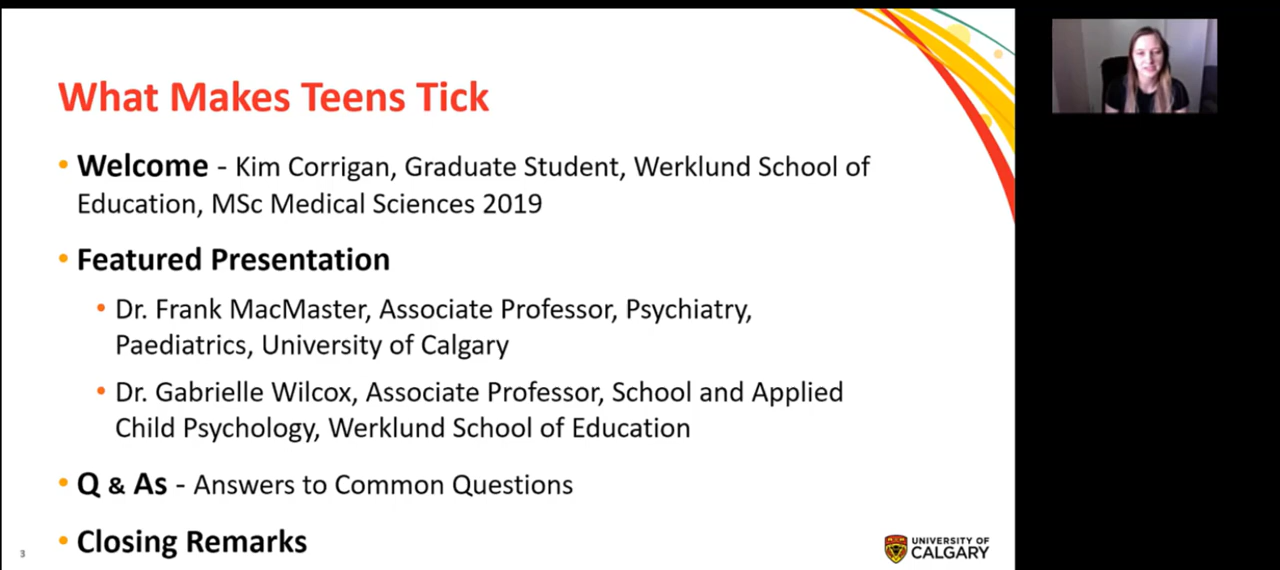 What Makes Teens Tick
• Welcome - Kim Corrigan, Graduate Student, Werklund School of
Education, MSc Medical Sciences 2019
• Featured Presentation
• Dr. Frank MacMaster, Associate Professor, Psychiatry,
Paediatrics, University of Calgary
• Dr. Gabrielle Wilcox, Associate Professor, School and Applied
Child Psychology, Werklund School of Education
• Q & As - Answers to Common Questions
• Closing Remarks
3
UNIVERSITY OF
CALGARY